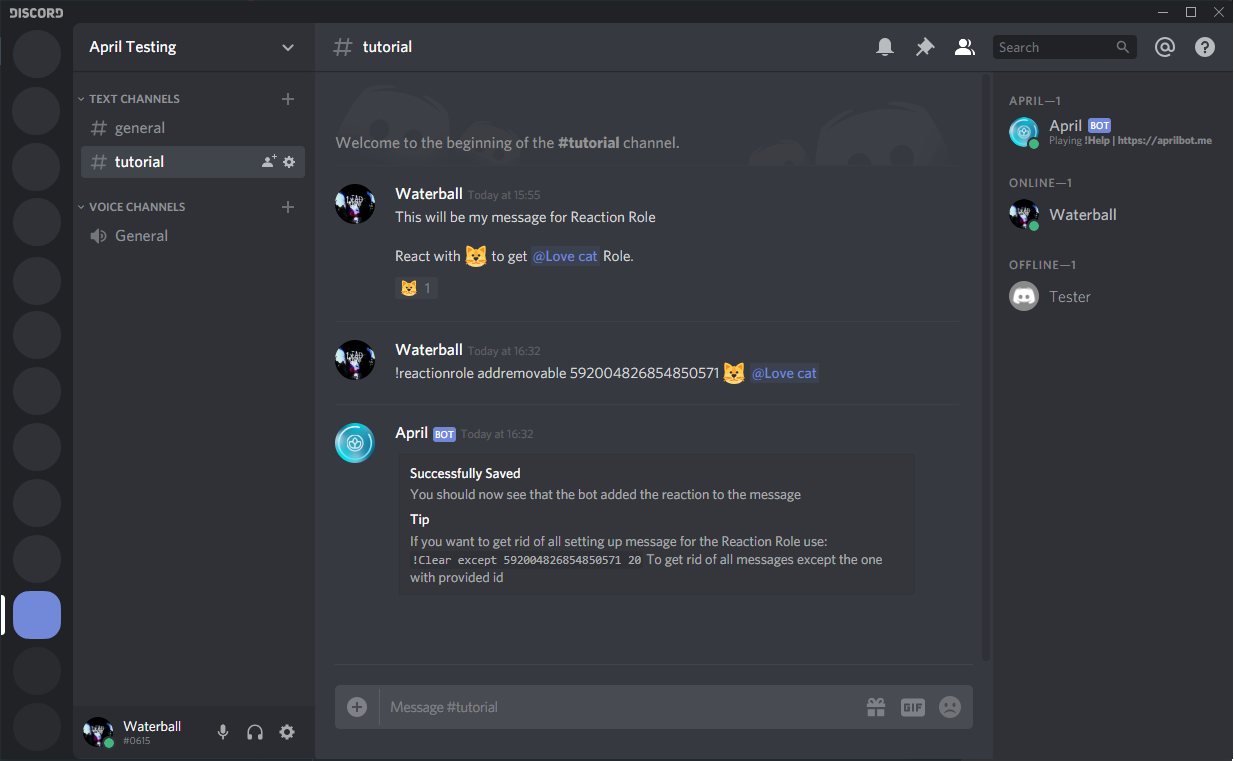 DISCORD
April Testing
TEXT CHANNELS
general
tutorial
VOICE CHANNELS
General
Waterball
#0615
# tutorial
Search
Welcome to the beginning of the #tutorial channel.
Waterball Today at 15:55
This will be my message for Reaction Role
React with 😺 to get @Love cat Role.
😺 1
Waterball Today at 16:32
!reactionrole addremovable 592004826854850571 😺 @Love cat
April BOT Today at 16:32
Successfully Saved
You should now see that the bot added the reaction to the message
Tip
If you want to get rid of all setting up message for the Reaction Role use:
!Clear except 592004826854850571 20 To get rid of all messages except the one
with provided id
Message #tutorial
GIF
APRIL—1
April BOT
Playing !Help | https://aprilbot.me
ONLINE—1
Waterball
OFFLINE—1
Tester